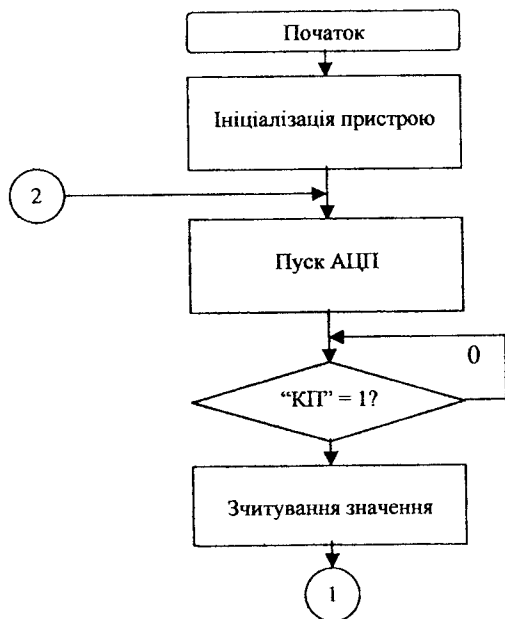 Початок
Ініціалізація пристрою
2
Пуск АЦП
0
“КП” = 1?
Зчитування значення
1